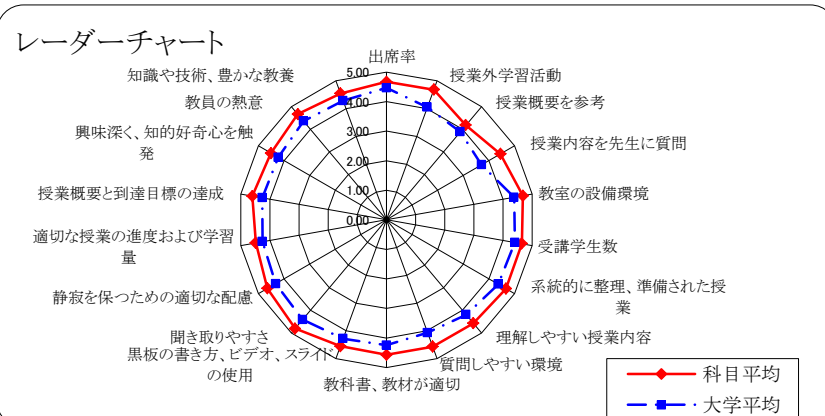 レーダーチャート
出席率
授業外学習活動
授業概要を参考
授業内容を先生に質問
教室の設備環境
受講学生数
系統的に整理、準備された授
業
理解しやすい授業内容
質問しやすい環境
教科書、教材が適切
黒板の書き方、ビデオ、スライド
の使用
聞き取りやすさ
静寂を保つための適切な配慮
適切な授業の進度および学習
量
授業概要と到達目標の達成
興味深く、知的好奇心を触
発
教員の熱意
知識や技術、豊かな教養
5.00
4.00
3.00
2.00
1.00
0.00
科目平均
大学平均